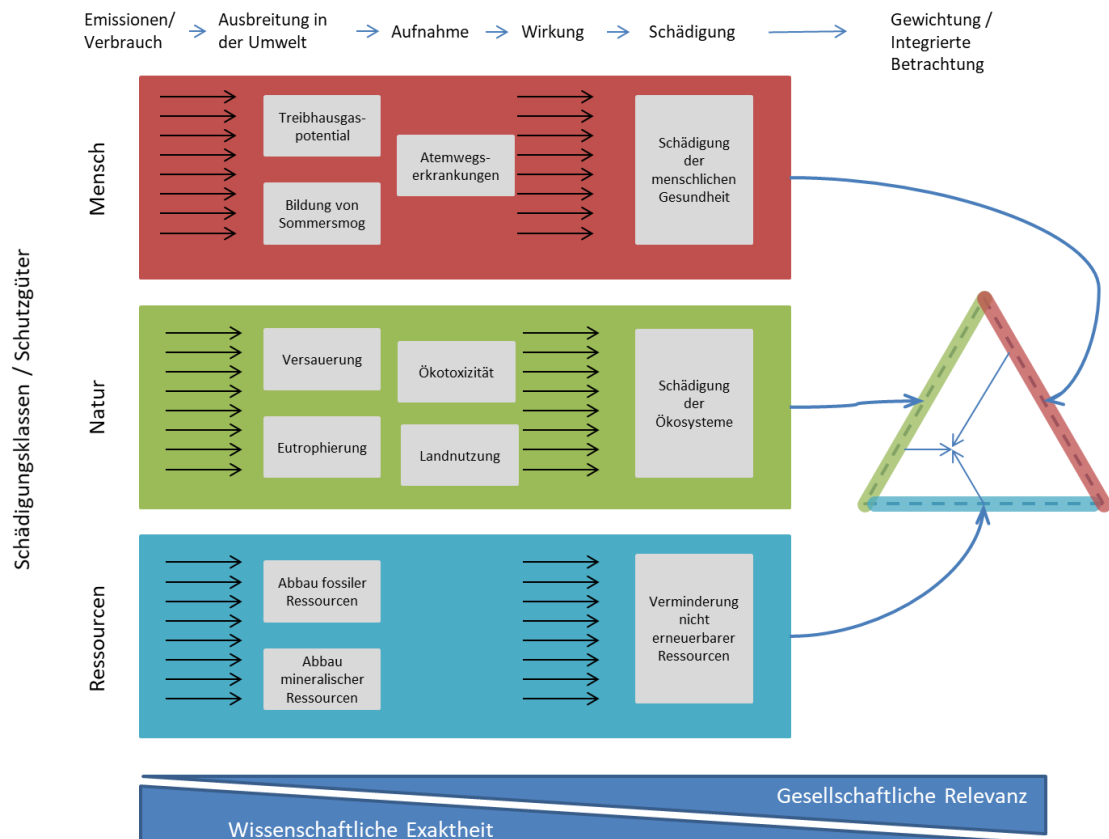 Emissionen/
Verbrauch
Ausbreitung in
der Umwelt
Aufnahme
Wirkung
Schädigung
Gewichtung /
Integrierte
Betrachtung
Schädigungsklassen / Schutzgüter
Mensch
Treibhausgas-
potential
Bildung von
Sommersmog
Atemwegs-
erkrankungen
Schädigung
der
menschlichen
Gesundheit
Natur
Versauerung
Eutrophierung
Ökotoxizität
Landnutzung
Schädigung
der
Ökosysteme
Ressourcen
Abbau fossiler
Ressourcen
Abbau
mineralischer
Ressourcen
Verminderung
nicht
erneuerbarer
Ressourcen
Gesellschaftliche Relevanz
Wissenschaftliche Exaktheit